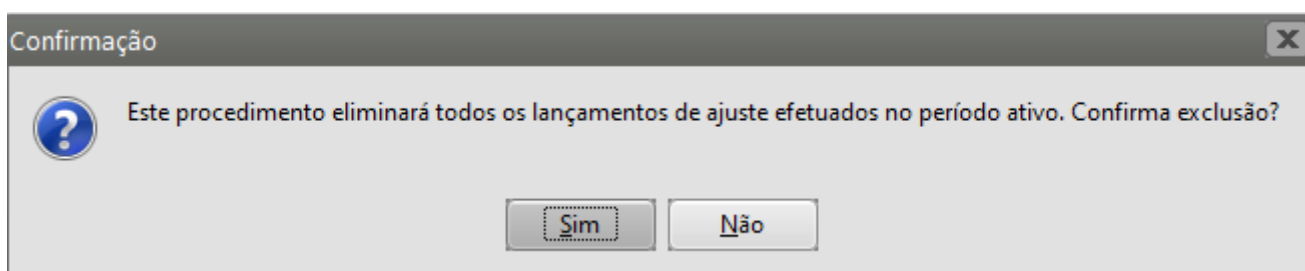 Confirmação
Este procedimento eliminará todos os lançamentos de ajuste efetuados no período ativo. Confirma exclusão?
Sim
Não